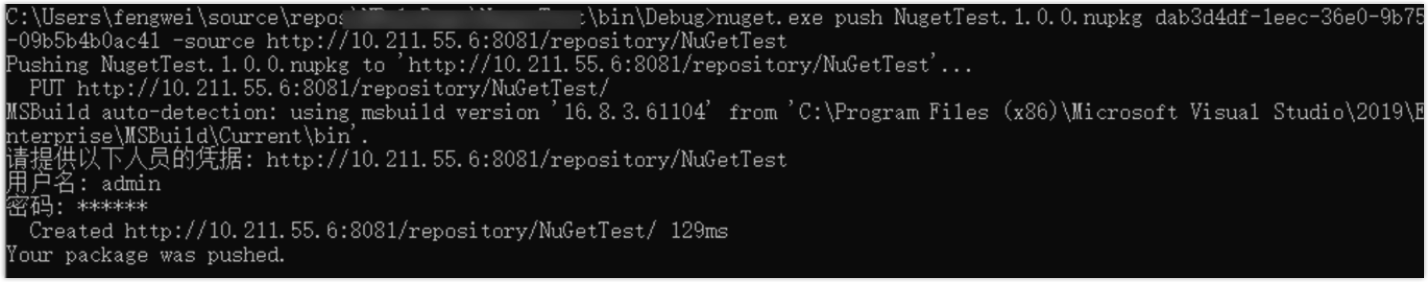 C:\Users\fengwei\source\repos \bin\Debug>nuget.exe push NugetTest.1.0.0.nupkg dab3d4df-1eec-36e0-9b75
-09b5b4b0ac41 -source http://10.211.55.6:8081/repository/NuGetTest
Pushing NugetTest.1.0.0.nupkg to 'http://10.211.55.6:8081/repository/NuGetTest'...
  PUT http://10.211.55.6:8081/repository/NuGetTest/
MSBuild auto-detection: using msbuild version '16.8.3.61104' from 'C:\Program Files (x86)\Microsoft Visual Studio\2019\E
nterprise\MSBuild\Current\bin'.
请提供以下人员的凭据: http://10.211.55.6:8081/repository/NuGetTest
用户名: admin
密码: ******
  Created http://10.211.55.6:8081/repository/NuGetTest/ 129ms
Your package was pushed.